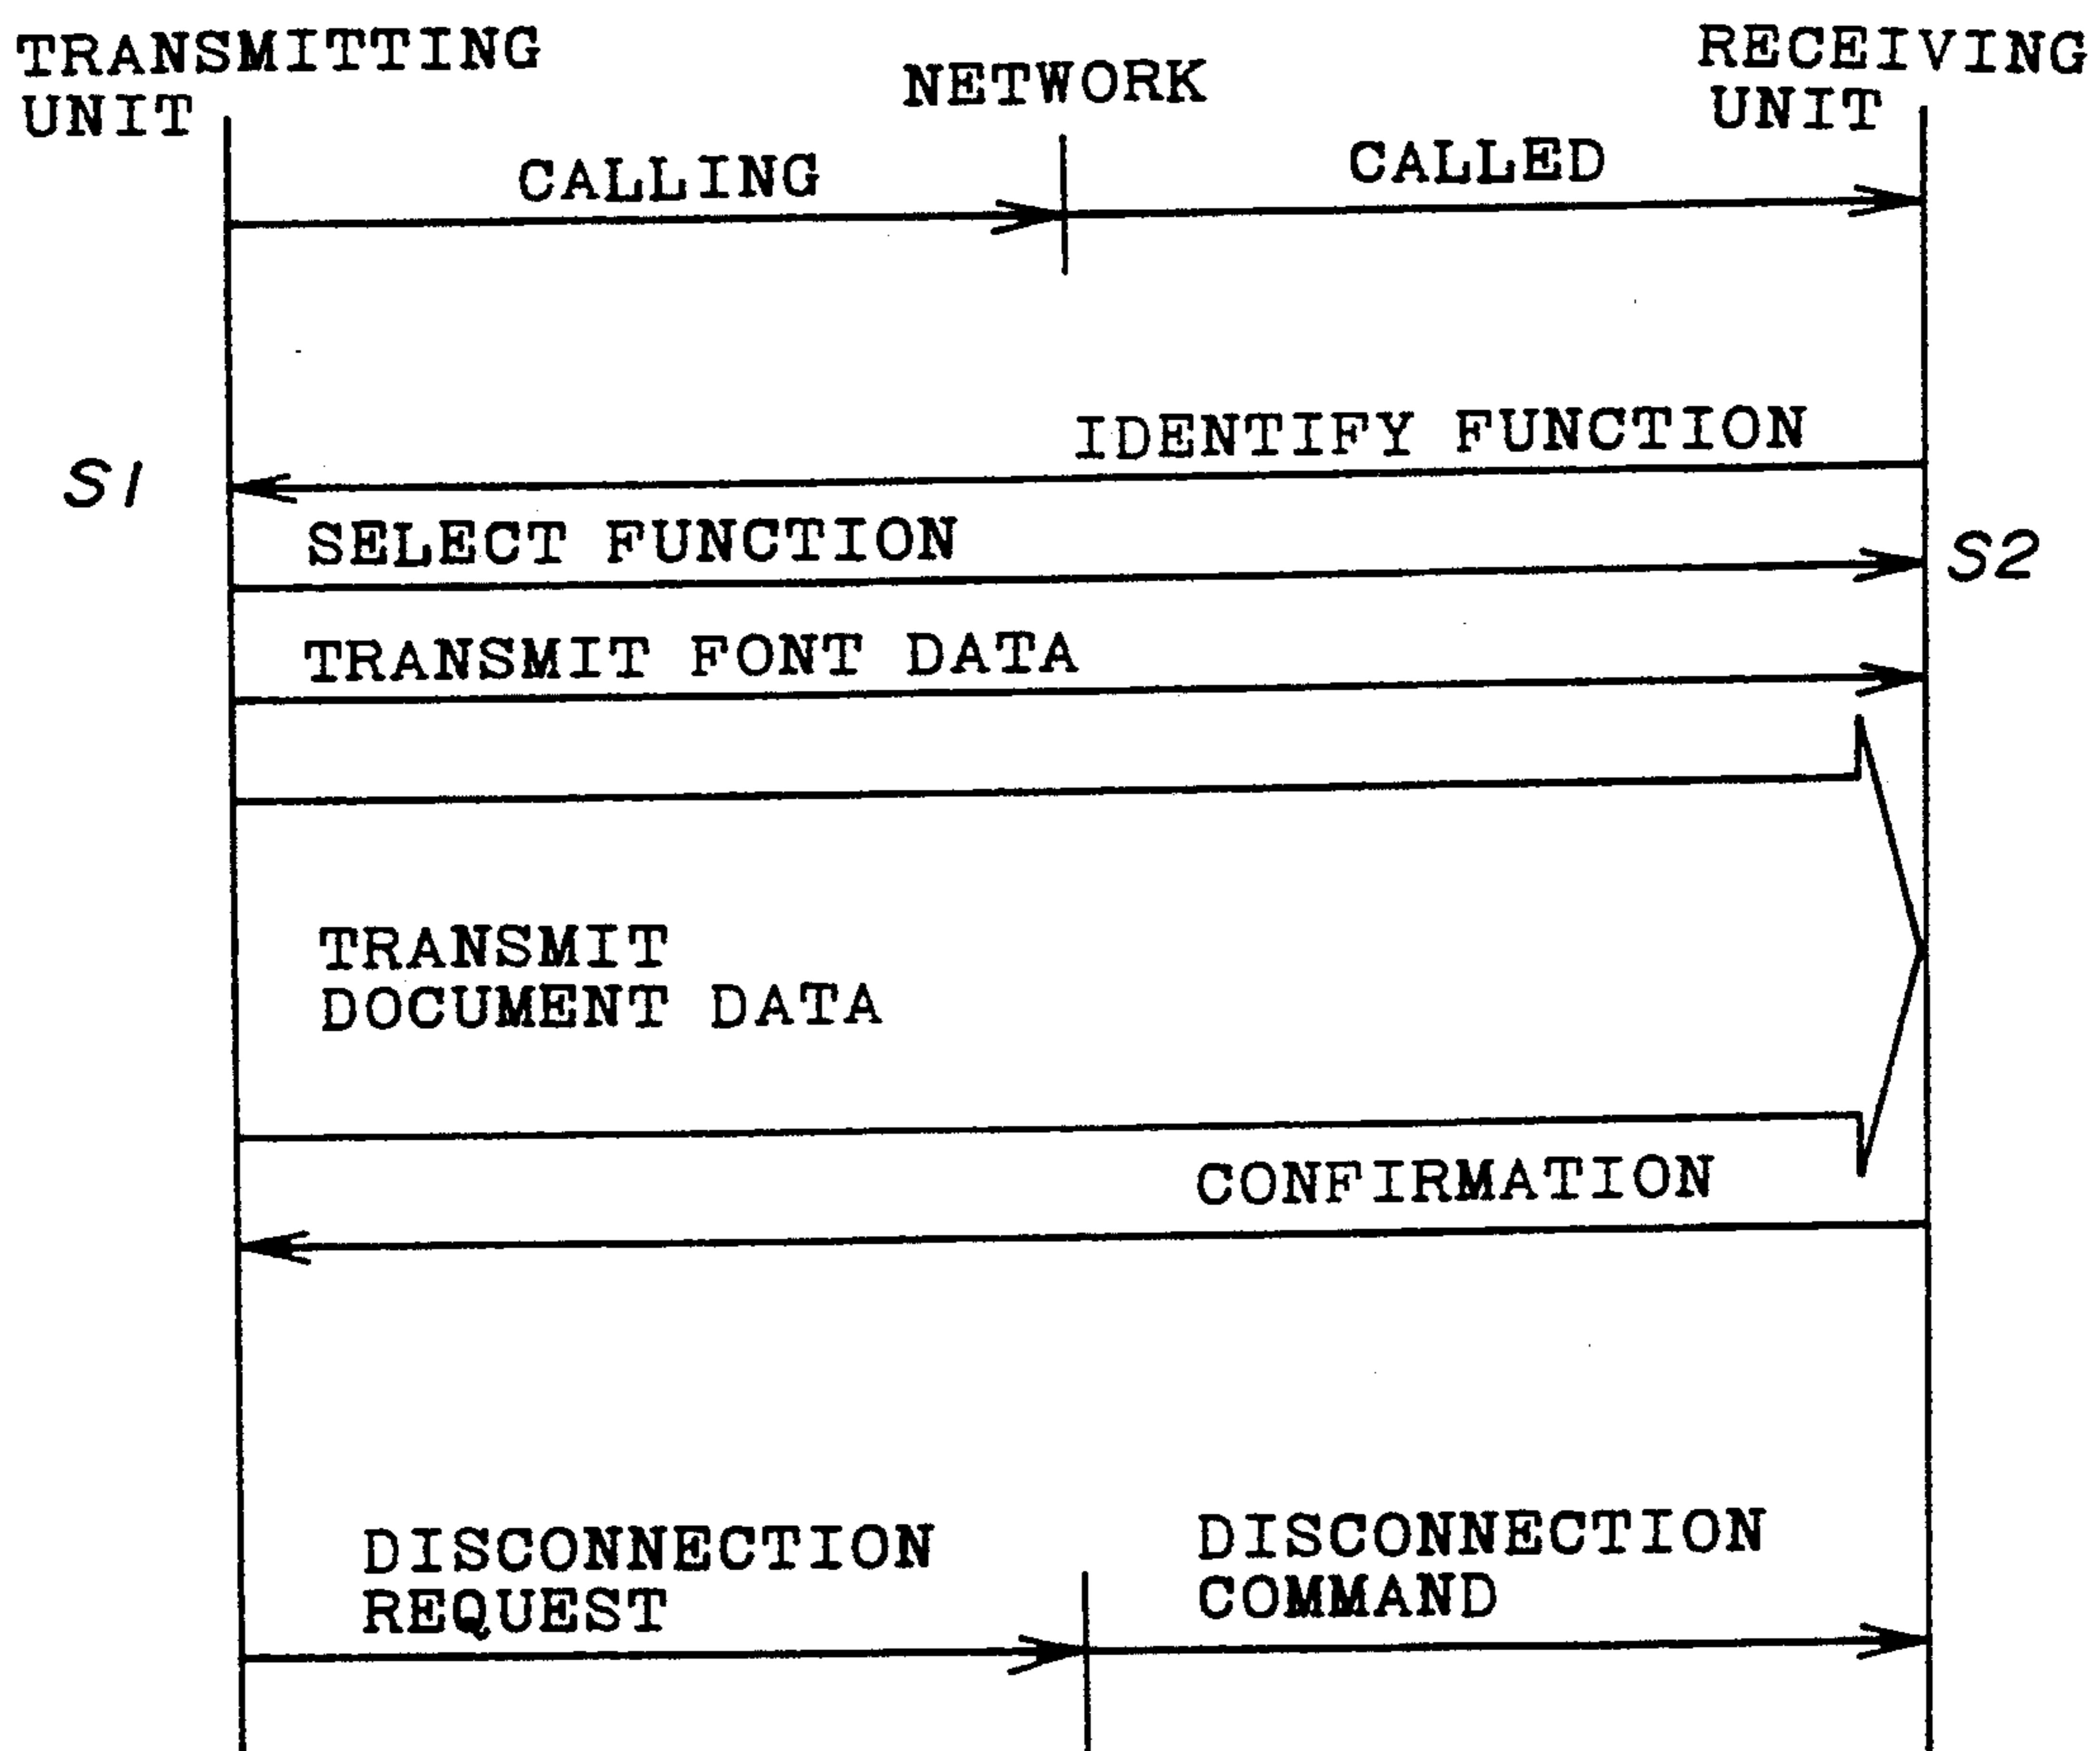 TRANSMITTING
UNIT
NETWORK
RECEIVING
UNIT
CALLING
CALLED
IDENTIFY FUNCTION
S1
SELECT FUNCTION
S2
TRANSMIT FONT DATA
TRANSMIT
DOCUMENT DATA
CONFIRMATION
DISCONNECTION
REQUEST
DISCONNECTION
COMMAND